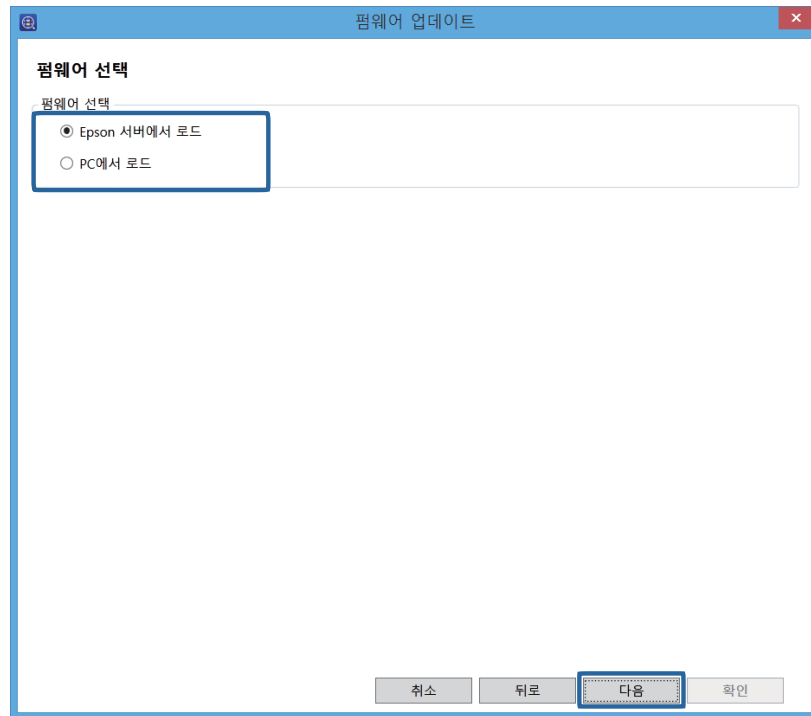 펌웨어 업데이트
펌웨어 선택
펌웨어 선택
Epson 서버에서 로드
PC에서 로드
취소 뒤로 다음 확인